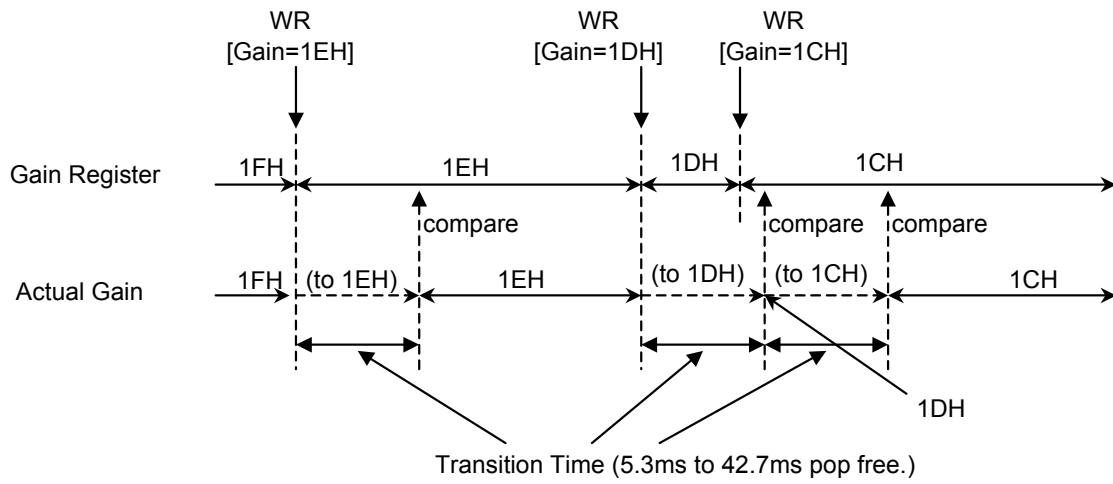 WR
[Gain=1EH]
WR
[Gain=1DH]
WR
[Gain=1CH]
Gain Register
1FH
1EH
1DH
1CH
compare
compare
compare
Actual Gain
1FH
(to 1EH)
1EH
(to 1DH)
(to 1CH)
1CH
1DH
Transition Time (5.3ms to 42.7ms pop free.)